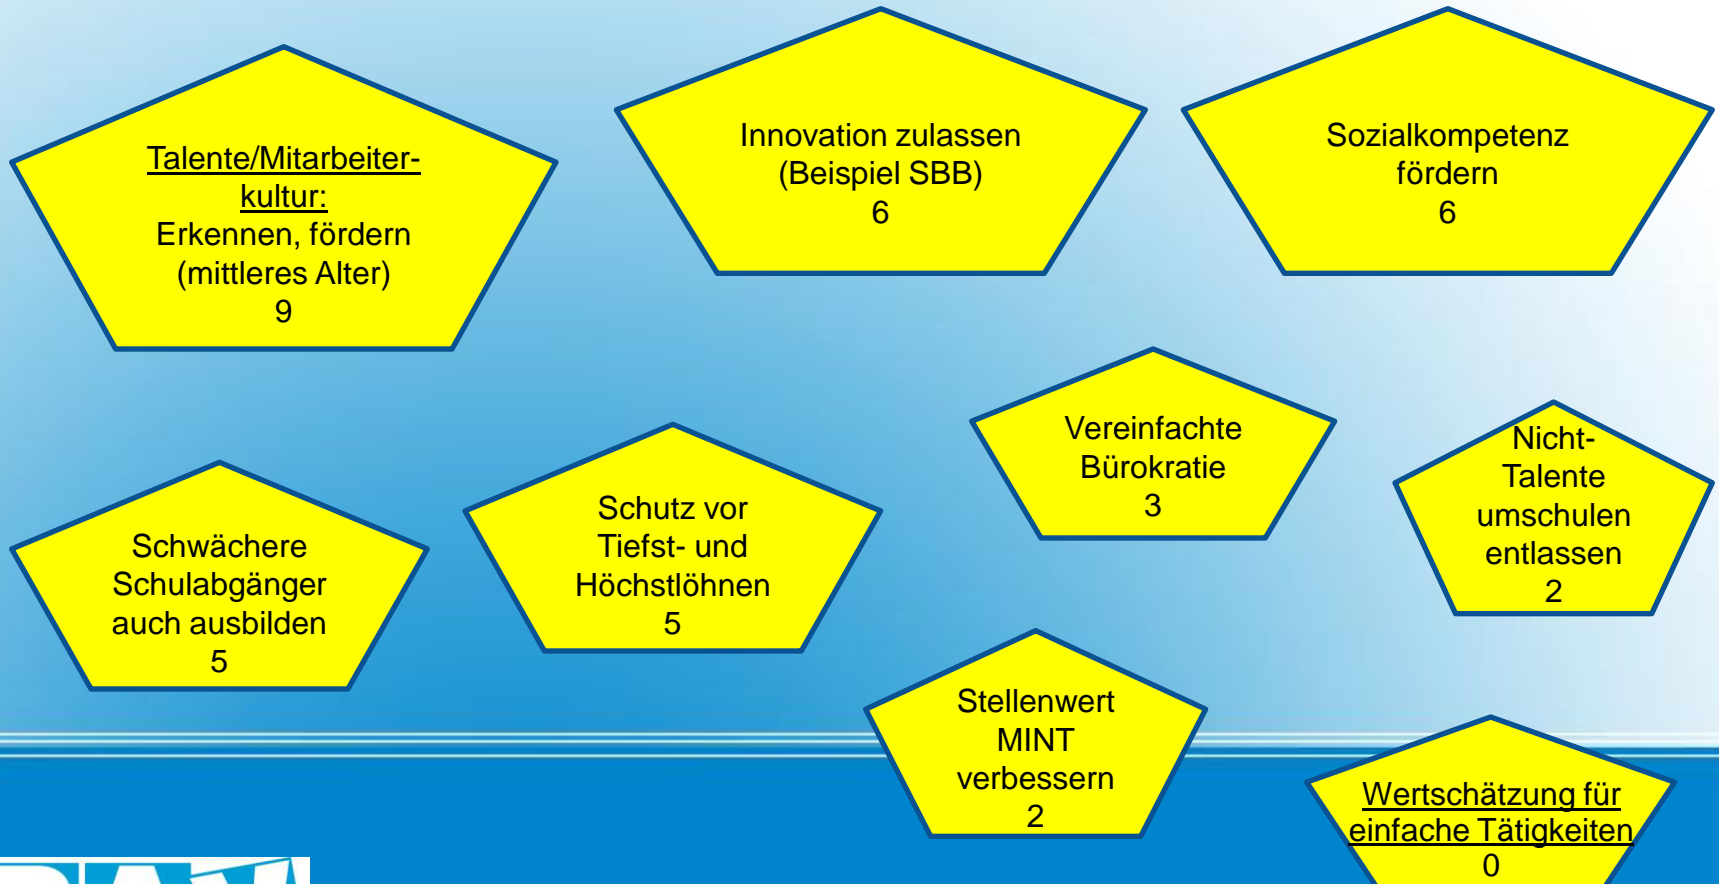 Talente/Mitarbeiter-
kultur:
Erkennen, fördern
(mittleres Alter)
9
Innovation zulassen
(Beispiel SBB)
6
Sozialkompetenz
fördern
6
Schwächere
Schulabgänger
auch ausbilden
5
Schutz vor
Tiefst- und
Höchstlöhnen
5
Vereinfachte
Bürokratie
3
Nicht-
Talente
umschulen
entlassen
2
Stellenwert
MINT
verbessern
2
Wertschätzung für
einfache Tätigkeiten
0